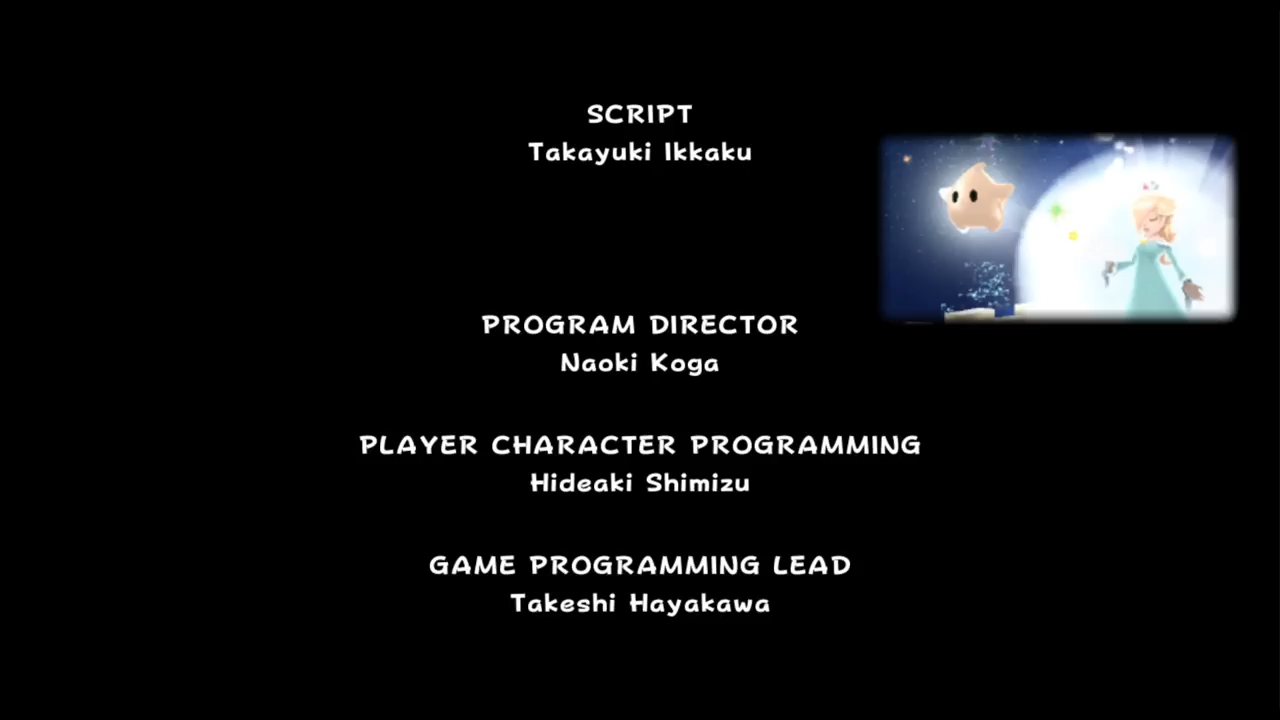 SCRIPT
Takayuki Ikkaku
PROGRAM DIRECTOR
Naoki Koga
PLAYER CHARACTER PROGRAMMING
Hideaki Shimizu
GAME PROGRAMMING LEAD
Takeshi Hayakawa